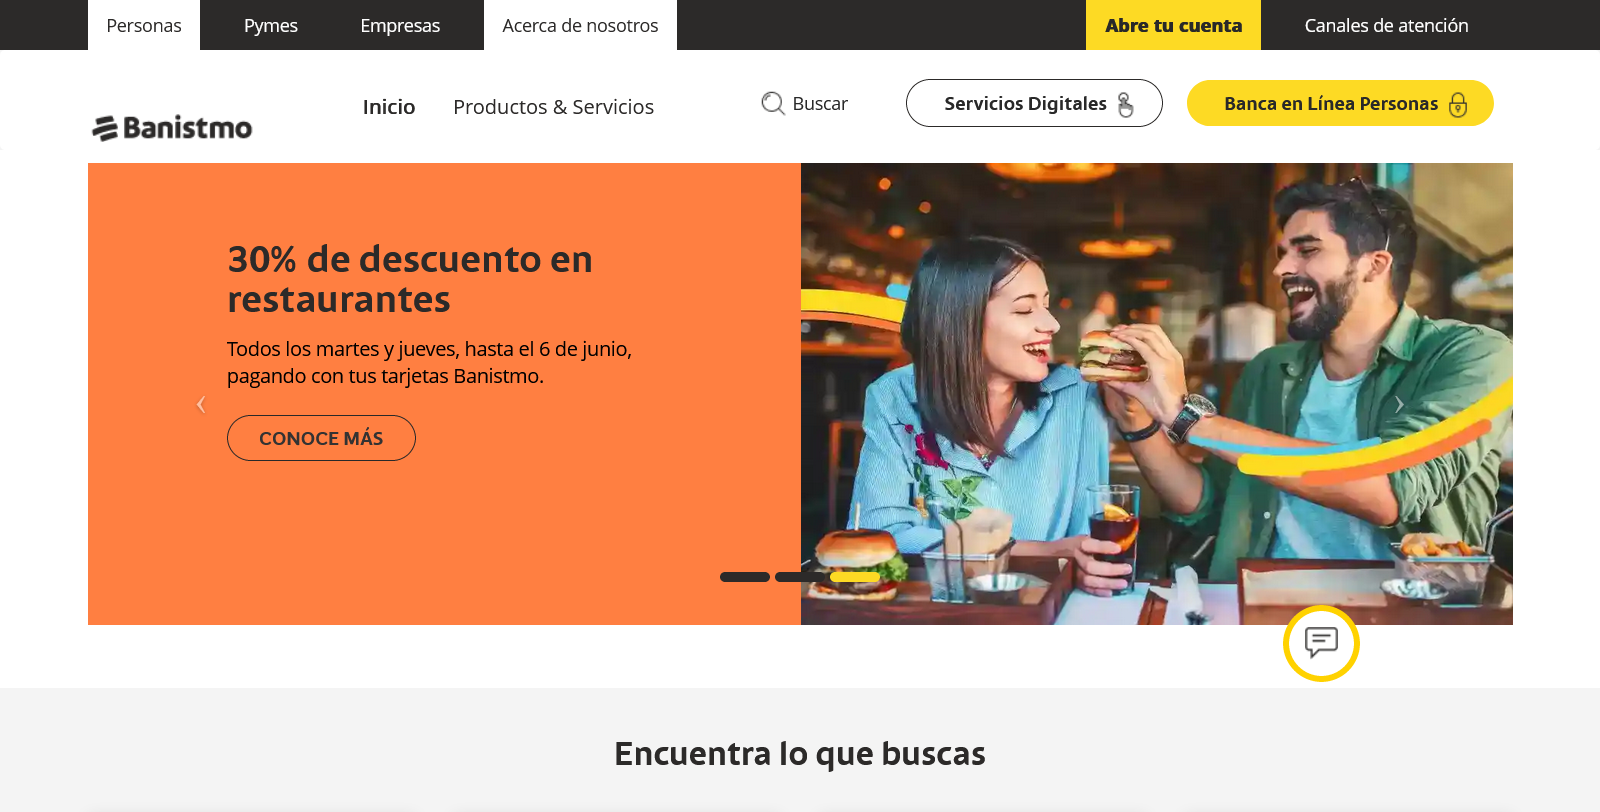 Personas
Pymes
Empresas
Acerca de nosotros
Abre tu cuenta
Canales de atención
Banistmo
Inicio
Productos & Servicios
Buscar
Servicios Digitales
Banca en Línea Personas
30% de descuento en
restaurantes
Todos los martes y jueves, hasta el 6 de junio,
pagando con tus tarjetas Banistmo.
CONOCE MÁS
Encuentra lo que buscas